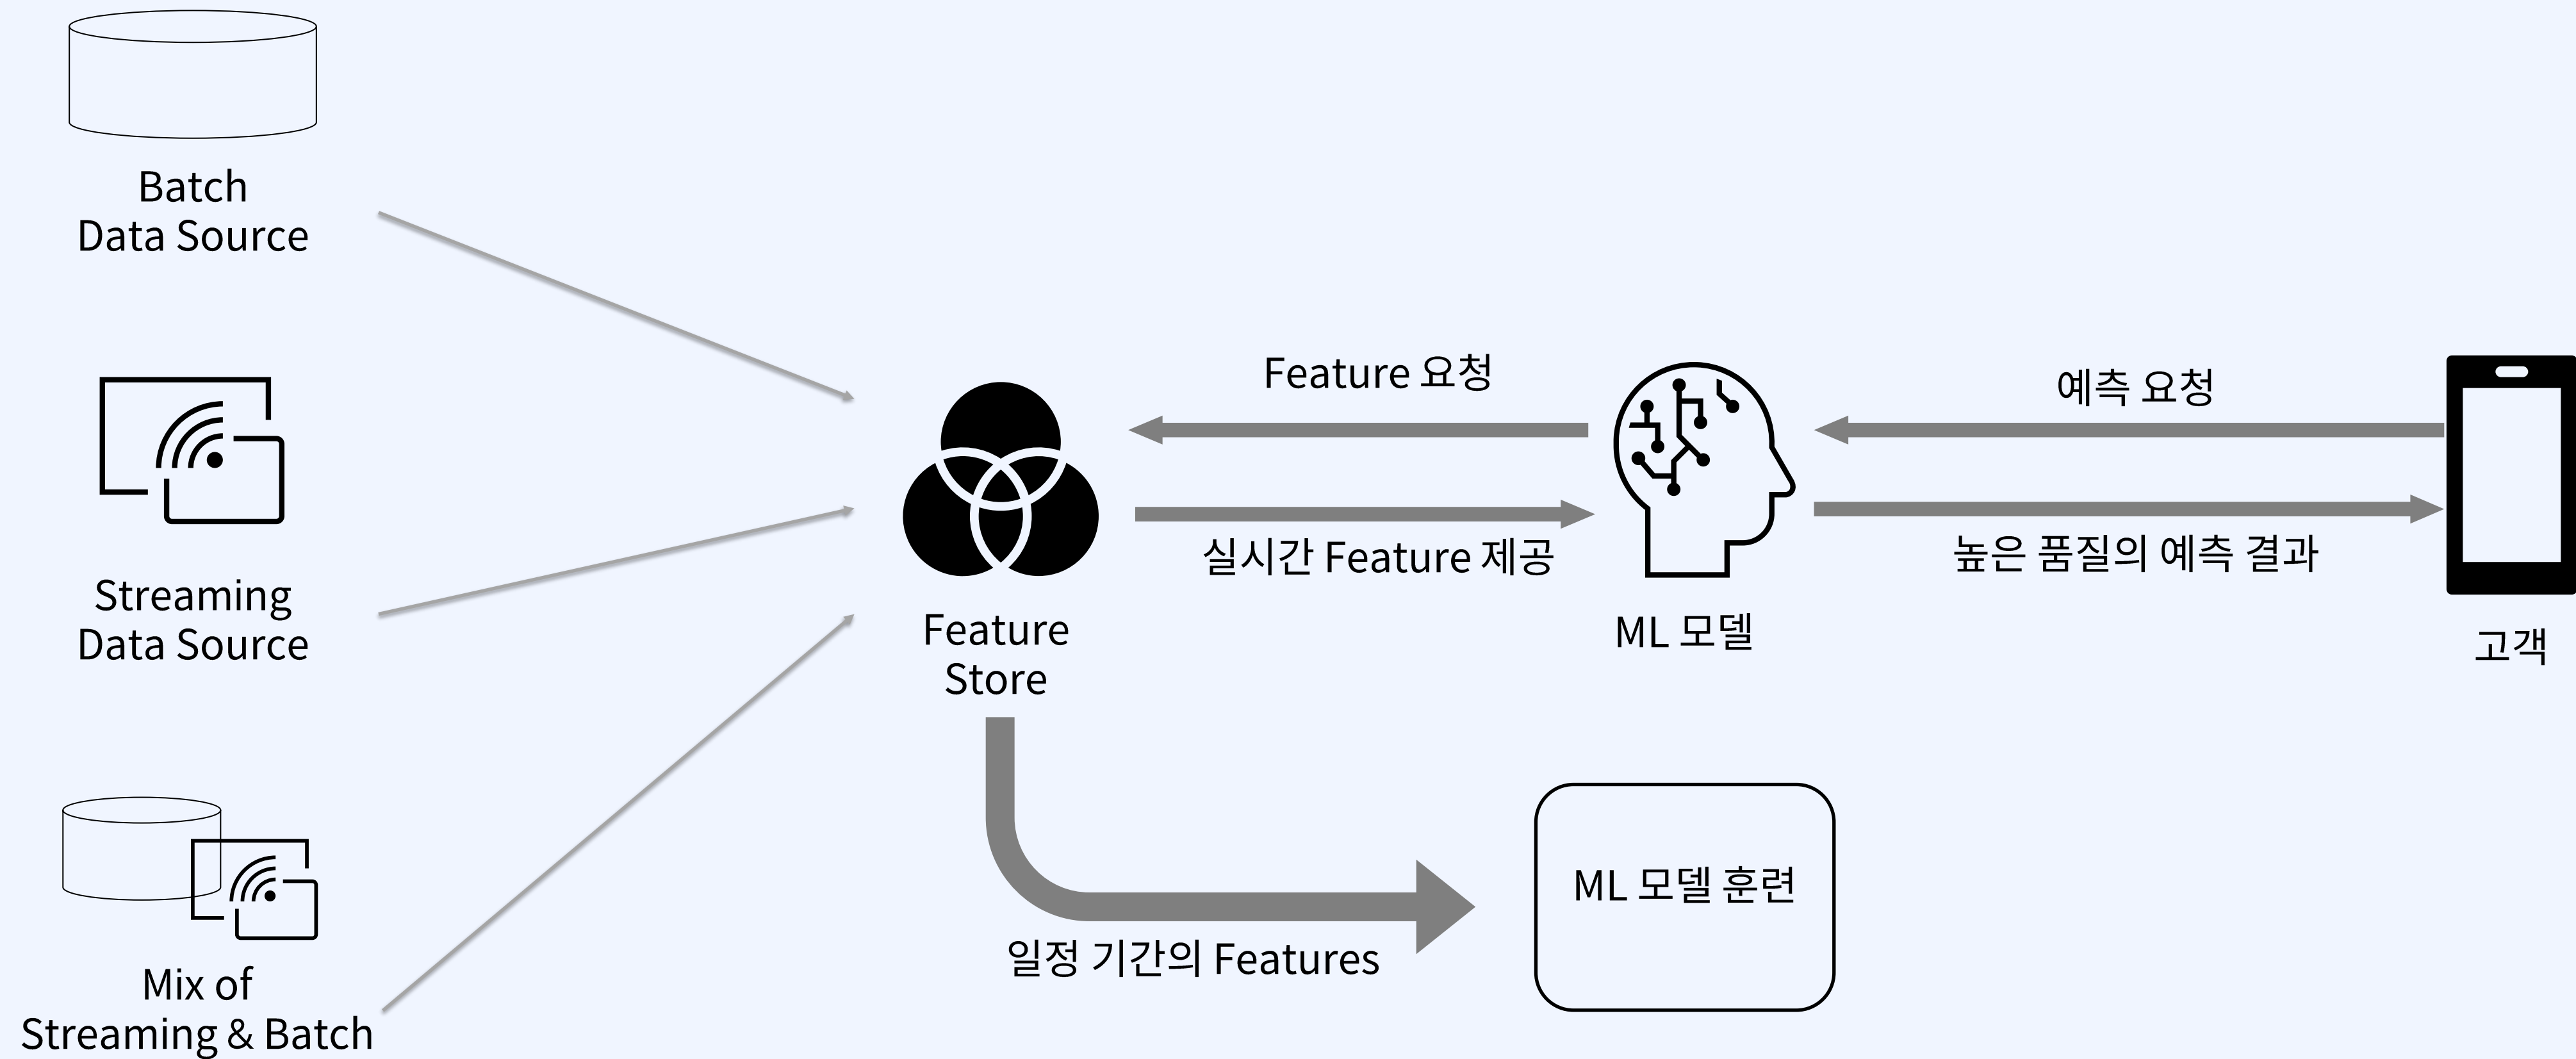 Batch
Data Source
Streaming
Data Source
Mix of
Streaming & Batch
Feature
Store
Feature 요청
실시간 Feature 제공
ML 모델
예측 요청
높은 품질의 예측 결과
고객
일정 기간의 Features
ML 모델 훈련